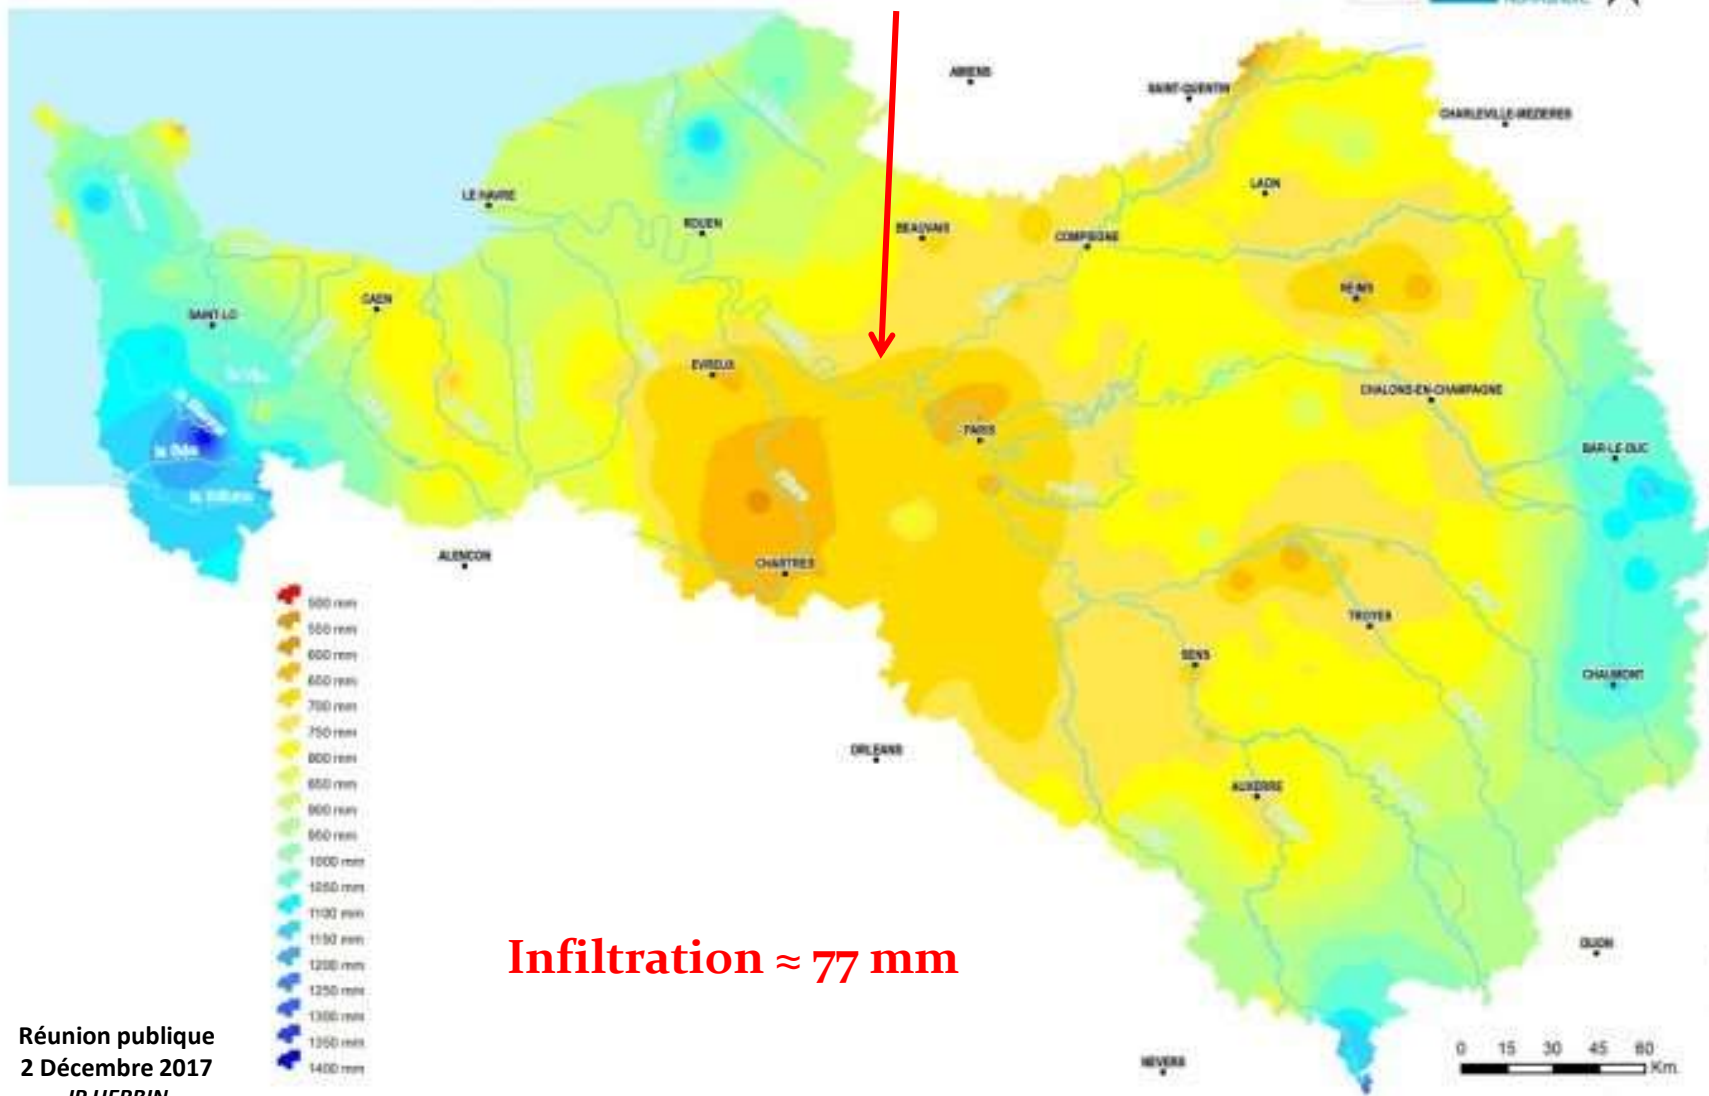 AMIENS
SAINT-QUENTIN
CHARLEVILLE-MEZIERES
LAON
LE HAVRE
ROUEN
BEAUVAIS
COMPIEGNE
REIMS
CAEN
SAINT-LO
EVREUX
CHALONS-EN-CHAMPAGNE
PARIS
BAR-LE-DUC
ALENCON
CHARTRES
TROYES
SENS
CHAUMONT
ORLEANS
AUXERRE
DIJON
NEVERS
500 mm
550 mm
600 mm
650 mm
700 mm
750 mm
800 mm
850 mm
900 mm
950 mm
1000 mm
1050 mm
1100 mm
1150 mm
1200 mm
1250 mm
1300 mm
1350 mm
1400 mm
Infiltration ≈ 77 mm
Réunion publique
2 Décembre 2017
JP HERBIN
0 15 30 45 60
Km